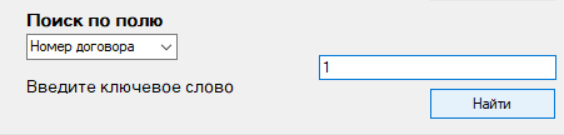 Поиск по полю
Номер договора
1
Введите ключевое слово
Найти